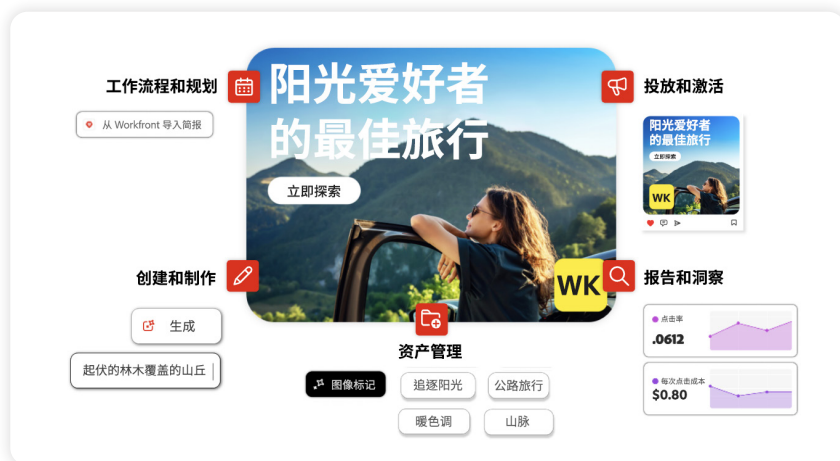 工作流程和规划
从 Workfront 导入简报
阳光爱好者
的最佳旅行
立即探索
WK
投放和激活
阳光爱好者
的最佳旅行
立即探索
WK
创建和制作
生成
起伏的林木覆盖的山丘
资产管理
图像标记
追逐阳光
公路旅行
暖色调
山脉
报告和洞察
点击率
.0612
每次点击成本
$0.80